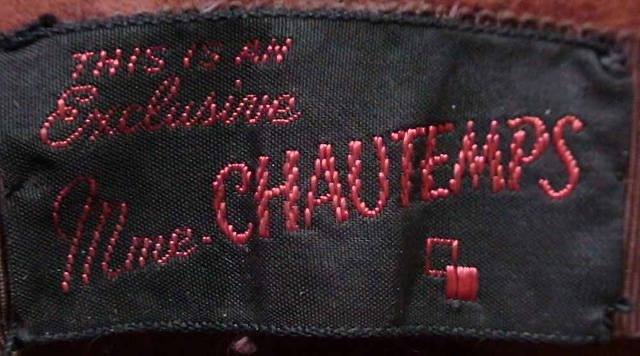 THIS IS AN
Exclusive
Mme. CHAUTEMPS